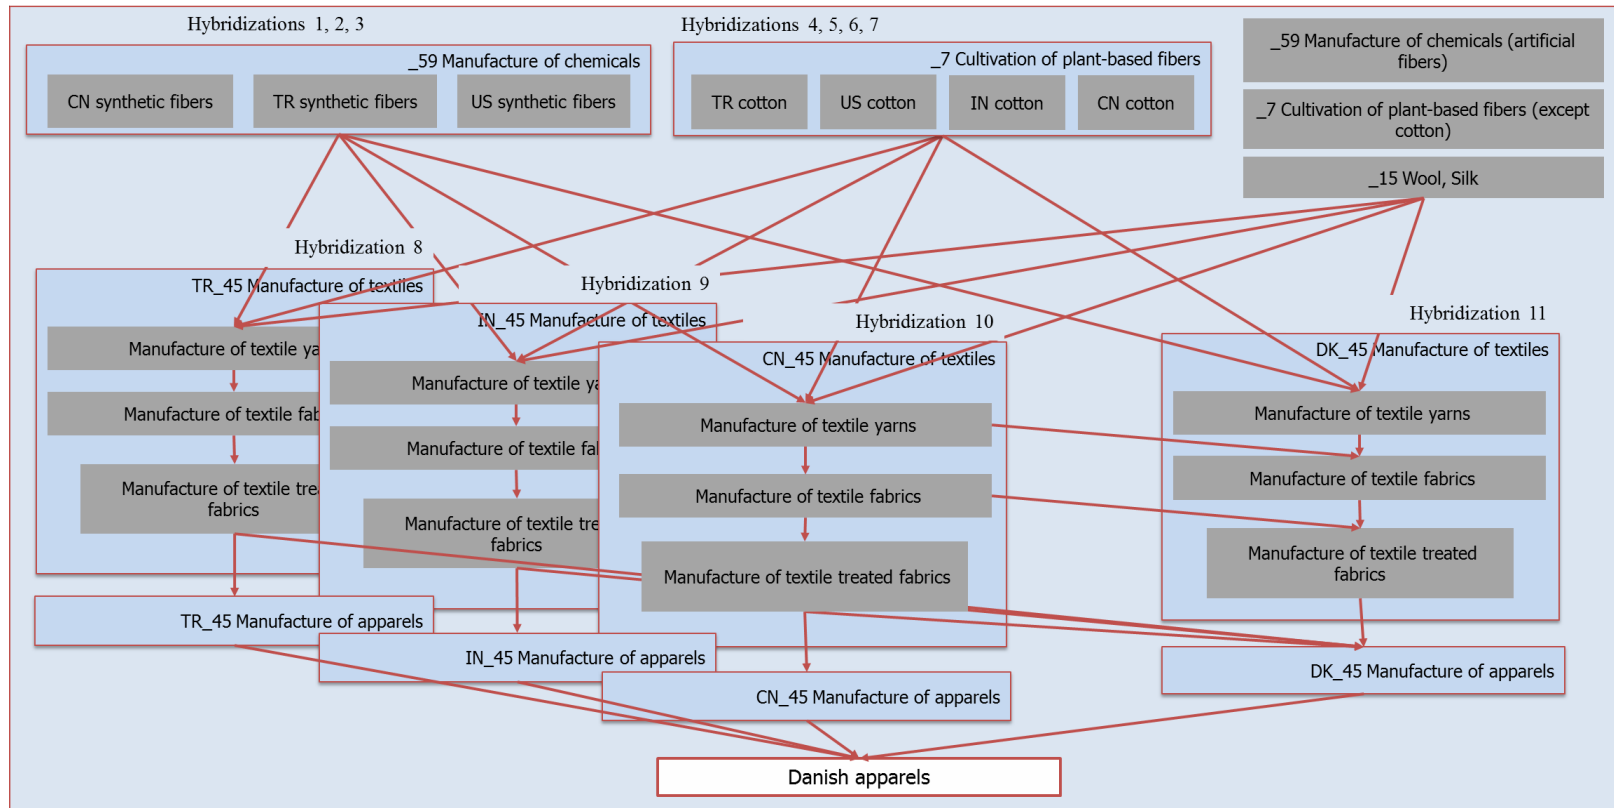 Hybridizations 1, 2, 3
Hybridizations 4, 5, 6, 7
_59 Manufacture of chemicals
CN synthetic fibers
TR synthetic fibers
US synthetic fibers
_7 Cultivation of plant-based fibers
TR cotton
US cotton
IN cotton
CN cotton
_59 Manufacture of chemicals (artificial
fibers)
_7 Cultivation of plant-based fibers (except
cotton)
_15 Wool, Silk
Hybridization 8
TR_45 Manufacture of textiles
Manufacture of textile ya
Manufacture of textile fab
Manufacture of textile trea
fabrics
TR_45 Manufacture of apparels
Hybridization 9
IN_45 Manufacture of textiles
Manufacture of textile ya
Manufacture of textile fa
Manufacture of textile tre
fabrics
IN_45 Manufacture of apparels
Hybridization 10
CN_45 Manufacture of textiles
Manufacture of textile yarns
Manufacture of textile fabrics
Manufacture of textile treated fabrics
CN_45 Manufacture of apparels
Hybridization 11
DK_45 Manufacture of textiles
Manufacture of textile yarns
Manufacture of textile fabrics
Manufacture of textile treated
fabrics
DK_45 Manufacture of apparels
Danish apparels